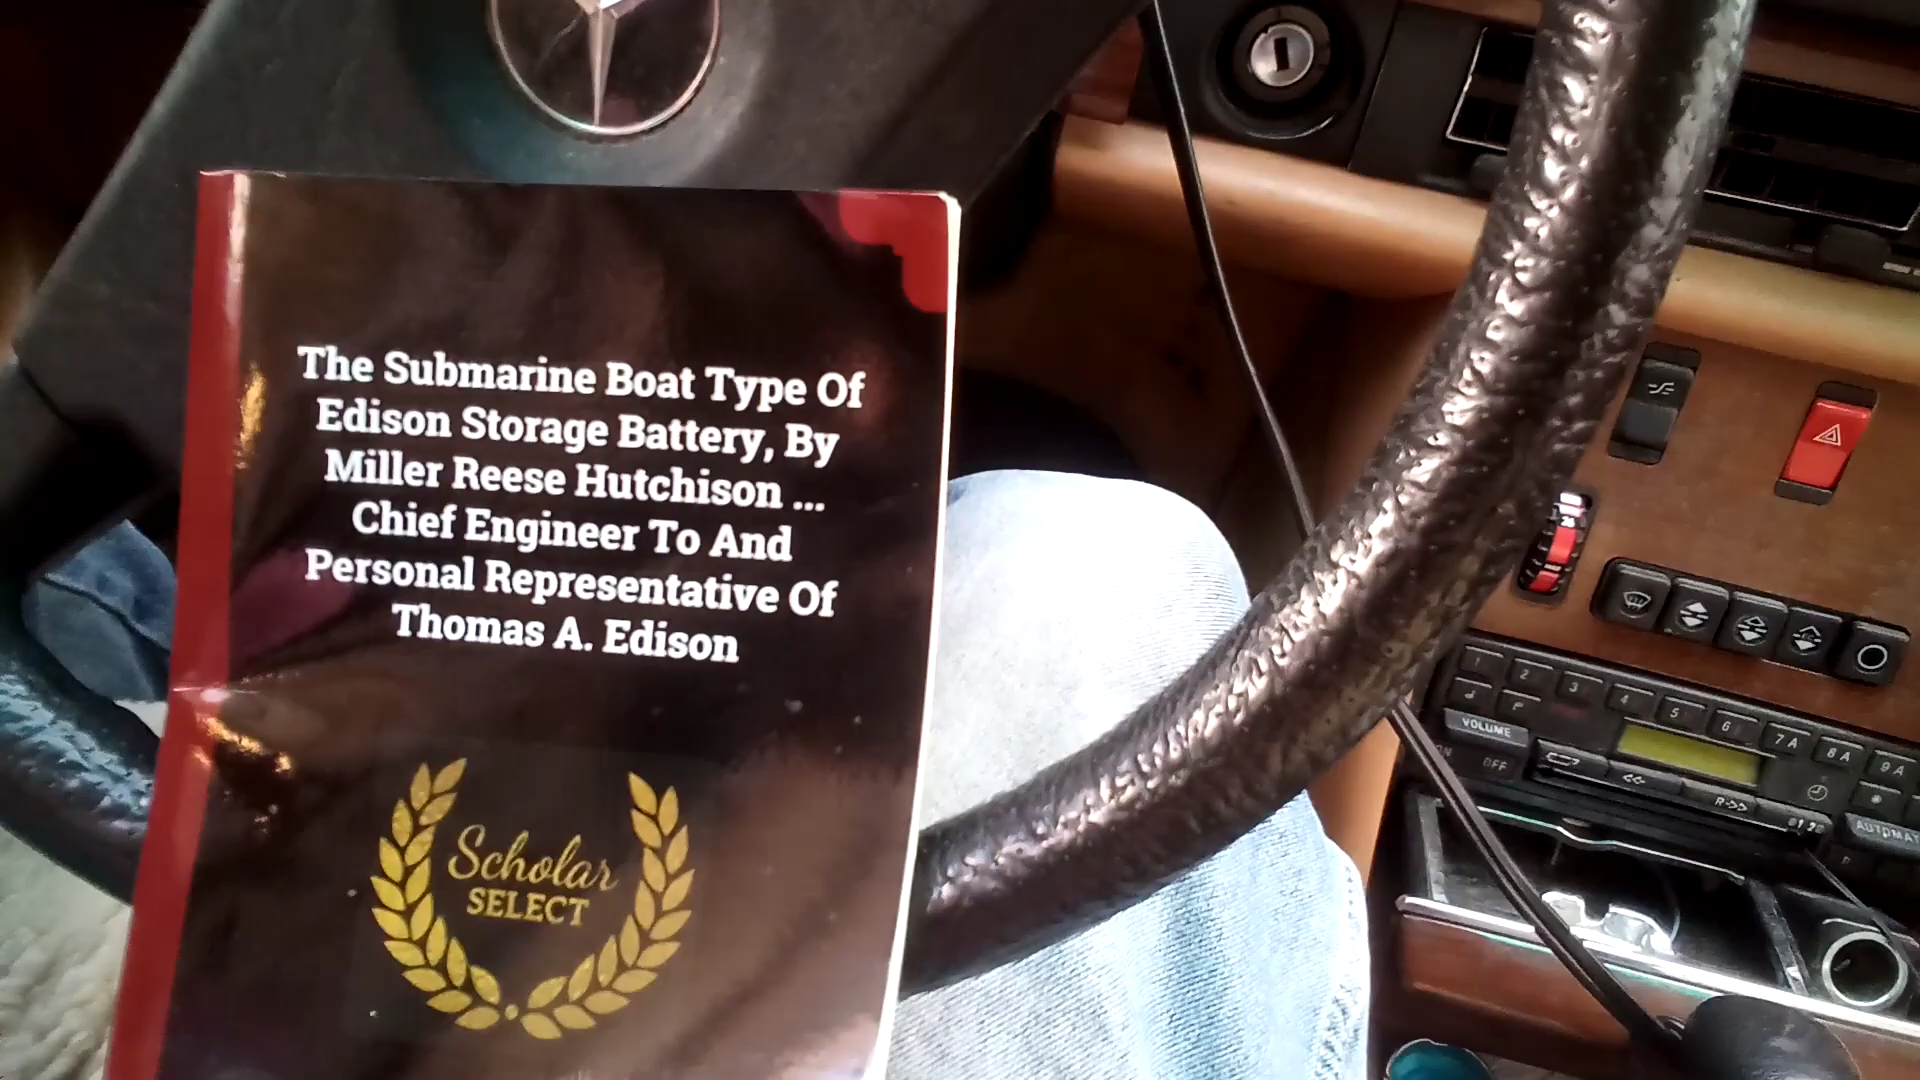 The Submarine Boat Type Of
Edison Storage Battery, By
Miller Reese Hutchison ...
Chief Engineer To And
Personal Representative Of
Thomas A. Edison
Scholar
SELECT
1 2 3 4 5 6 7A 8A 9A
VOLUME
OFF
<<
R->>